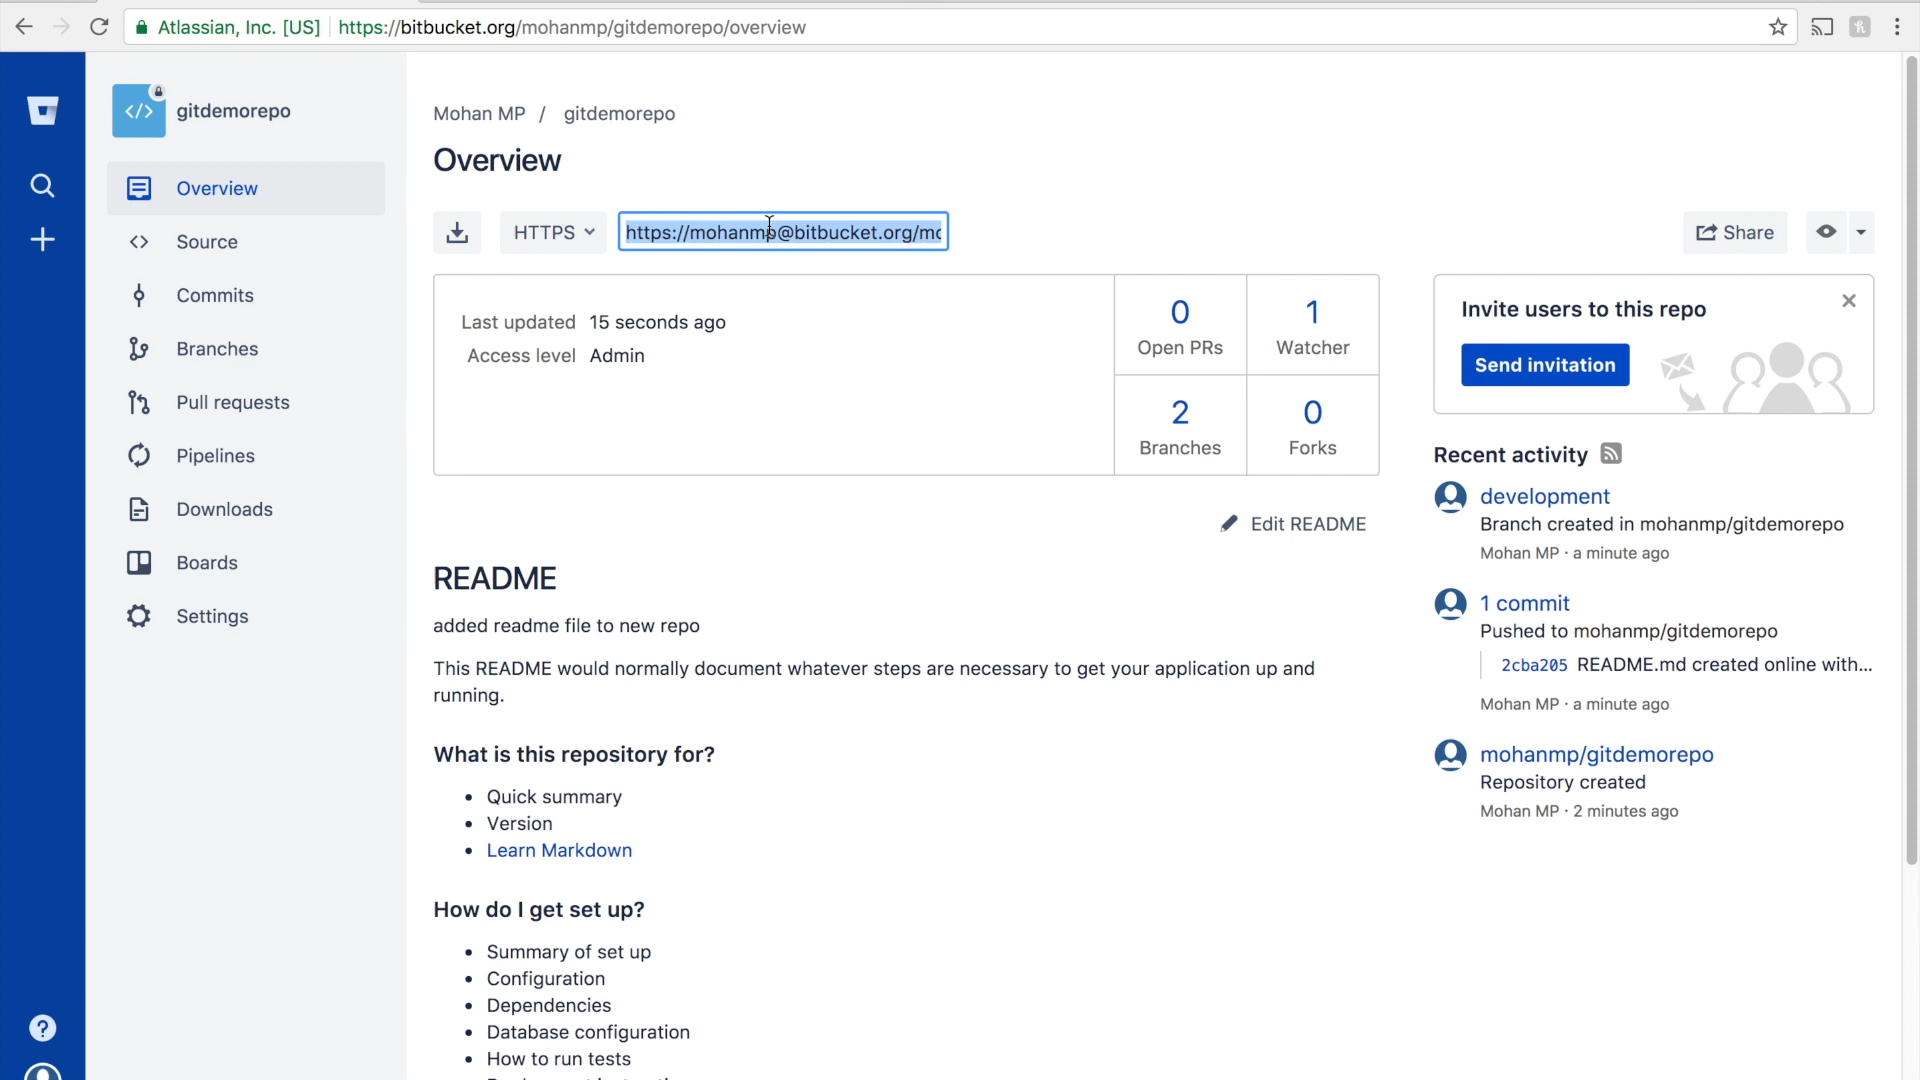 Atlassian, Inc. [US] https://bitbucket.org/mohanmp/gitdemorepo/overview
</> gitdemorepo
Overview
Source
Commits
Branches
Pull requests
Pipelines
Downloads
Boards
Settings
Mohan MP / gitdemorepo
Overview
HTTPS https://mohanmp@bitbucket.org/mo
Share
Last updated 15 seconds ago
Access level Admin
0
Open PRs
1
Watcher
2
Branches
0
Forks
Edit README
README
added readme file to new repo
This README would normally document whatever steps are necessary to get your application up and
running.
What is this repository for?
• Quick summary
• Version
• Learn Markdown
How do I get set up?
• Summary of set up
• Configuration
• Dependencies
• Database configuration
• How to run tests
Invite users to this repo
Send invitation
Recent activity
development
Branch created in mohanmp/gitdemorepo
Mohan MP · a minute ago
1 commit
Pushed to mohanmp/gitdemorepo
2cba205 README.md created online with...
Mohan MP · a minute ago
mohanmp/gitdemorepo
Repository created
Mohan MP · 2 minutes ago